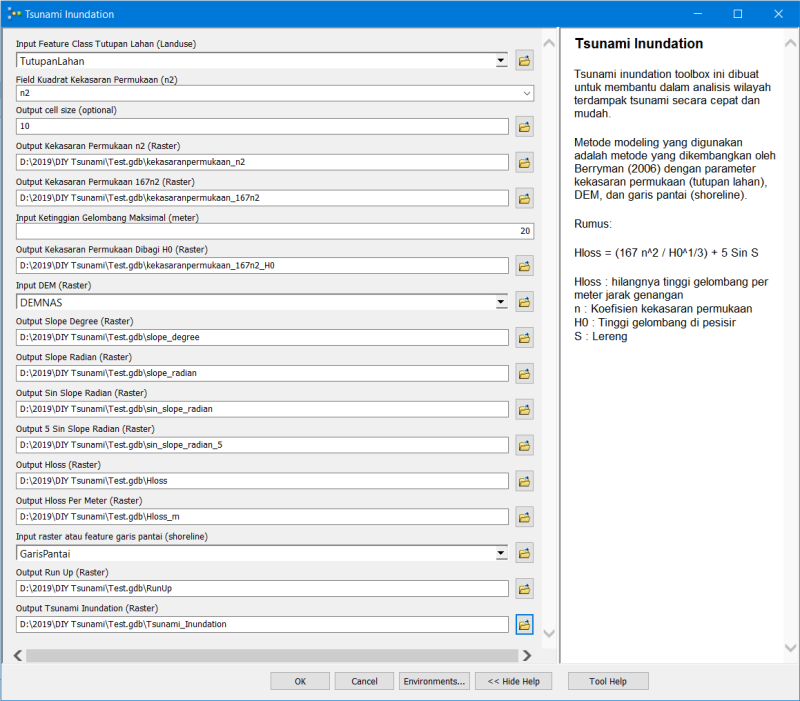 Tsunami Inundation
Input Feature Class Tutupan Lahan (Landuse)
TutupanLahan
Field Kuadrat Kekasaran Permukaan (n2)
n2
Output cell size (optional)
10
Output Kekasaran Permukaan n2 (Raster)
D:\2019\DIY Tsunami\Test.gdb\kekasaranpermukaan_n2
Output Kekasaran Permukaan 167n2 (Raster)
D:\2019\DIY Tsunami\Test.gdb\kekasaranpermukaan_167n2
Input Ketinggian Gelombang Maksimal (meter)
20
Output Kekasaran Permukaan Dibagi H0 (Raster)
D:\2019\DIY Tsunami\Test.gdb\kekasaranpermukaan_167n2_H0
Input DEM (Raster)
DEMNAS
Output Slope Degree (Raster)
D:\2019\DIY Tsunami\Test.gdb\slope_degree
Output Slope Radian (Raster)
D:\2019\DIY Tsunami\Test.gdb\slope_radian
Output Sin Slope Radian (Raster)
D:\2019\DIY Tsunami\Test.gdb\sin_slope_radian
Output 5 Sin Slope Radian (Raster)
D:\2019\DIY Tsunami\Test.gdb\sin_slope_radian_5
Output Hloss (Raster)
D:\2019\DIY Tsunami\Test.gdb\Hloss
Output Hloss Per Meter (Raster)
D:\2019\DIY Tsunami\Test.gdb\Hloss_m
Input raster atau feature garis pantai (shoreline)
GarisPantai
Output Run Up (Raster)
D:\2019\DIY Tsunami\Test.gdb\RunUp
Output Tsunami Inundation (Raster)
D:\2019\DIY Tsunami\Test.gdb\Tsunami_Inundation
Tsunami Inundation
Tsunami inundation toolbox ini dibuat
untuk membantu dalam analisis wilayah
terdampak tsunami secara cepat dan
mudah.
Metode modeling yang digunakan
adalah metode yang dikembangkan oleh
Berryman (2006) dengan parameter
kekasaran permukaan (tutupan lahan),
DEM, dan garis pantai (shoreline).
Rumus:
Hloss = (167 n^2 / H0^1/3) + 5 Sin S
Hloss : hilangnya tinggi gelombang per
meter jarak genangan
n : Koefisien kekasaran permukaan
H0 : Tinggi gelombang di pesisir
S : Lereng
OK
Cancel
Environments...
<< Hide Help
Tool Help